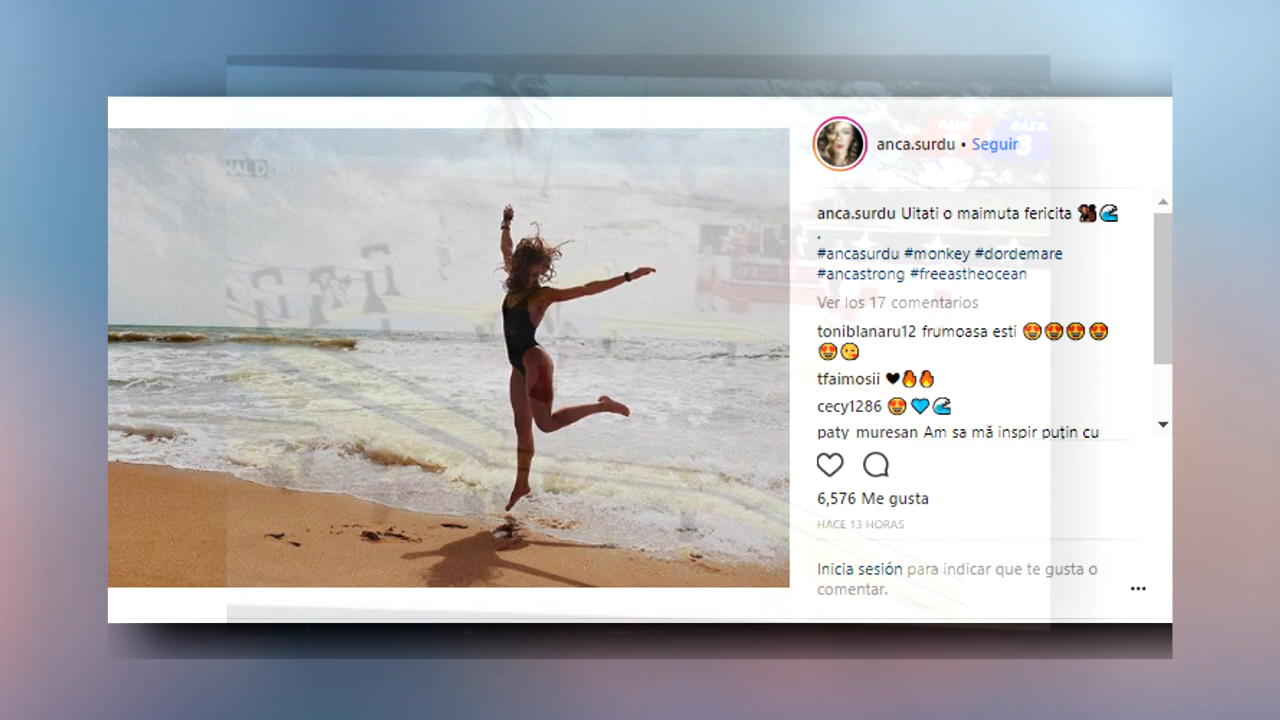 anca.surdu • Seguir
anca.surdu Uitati o maimuta fericita
.
#ancasurdu #monkey #dordemare
#ancastrong #freeastheocean
Ver los 17 comentarios
toniblanaru12 frumoasa esti
tfaimosii
cecy1286
paty_muresan Am sa mă inspir puțin cu
6,576 Me gusta
HACE 13 HORAS
Inicia sesión para indicar que te gusta o
comentar.